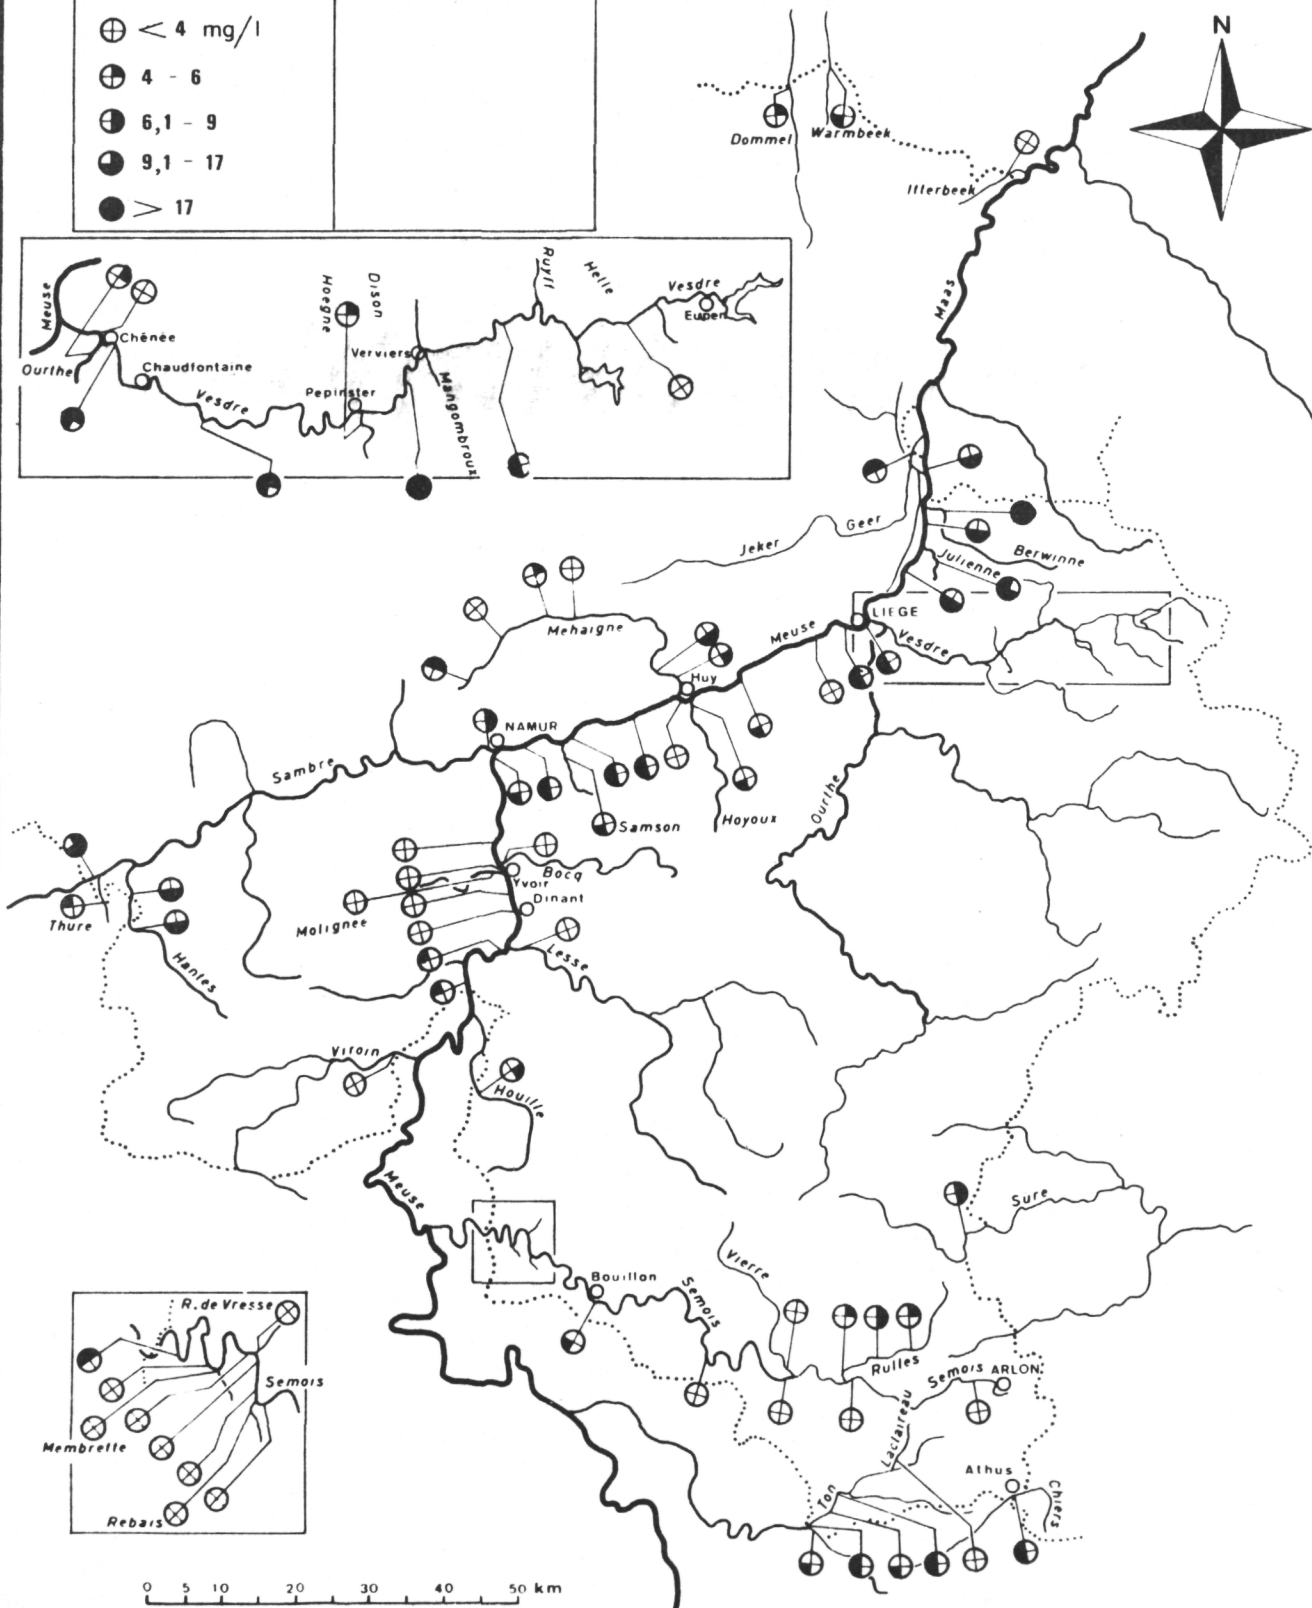 < 4 mg/l
4 - 6
6,1 - 9
9,1 - 17
> 17
N
Dommel
Warmbeek
Itterbeek
Maas
Meuse
Ourthe
Chênée
Chaudfontaine
Vesdre
Hoegne
Dison
Pepinster
Verviers
Mangombroux
Ruyff
Helle
Vesdre
Eupen
Jeker
Geer
Berwinne
Julienne
LIEGE
Vesdre
Mehaigne
Meuse
Huy
NAMUR
Sambre
Samson
Hoyoux
Ourthe
Bocq
Yvoir
Dinant
Molignée
Thure
Hantes
Lesse
Viroin
Houille
Meuse
Sure
Bouillon
Semois
Vierre
Rulles
Semois
ARLON
Laclaireau
Ton
Athus
Chiers
R. de Vresse
Semois
Membrette
Rebais
0 5 10 20 30 40 50 km